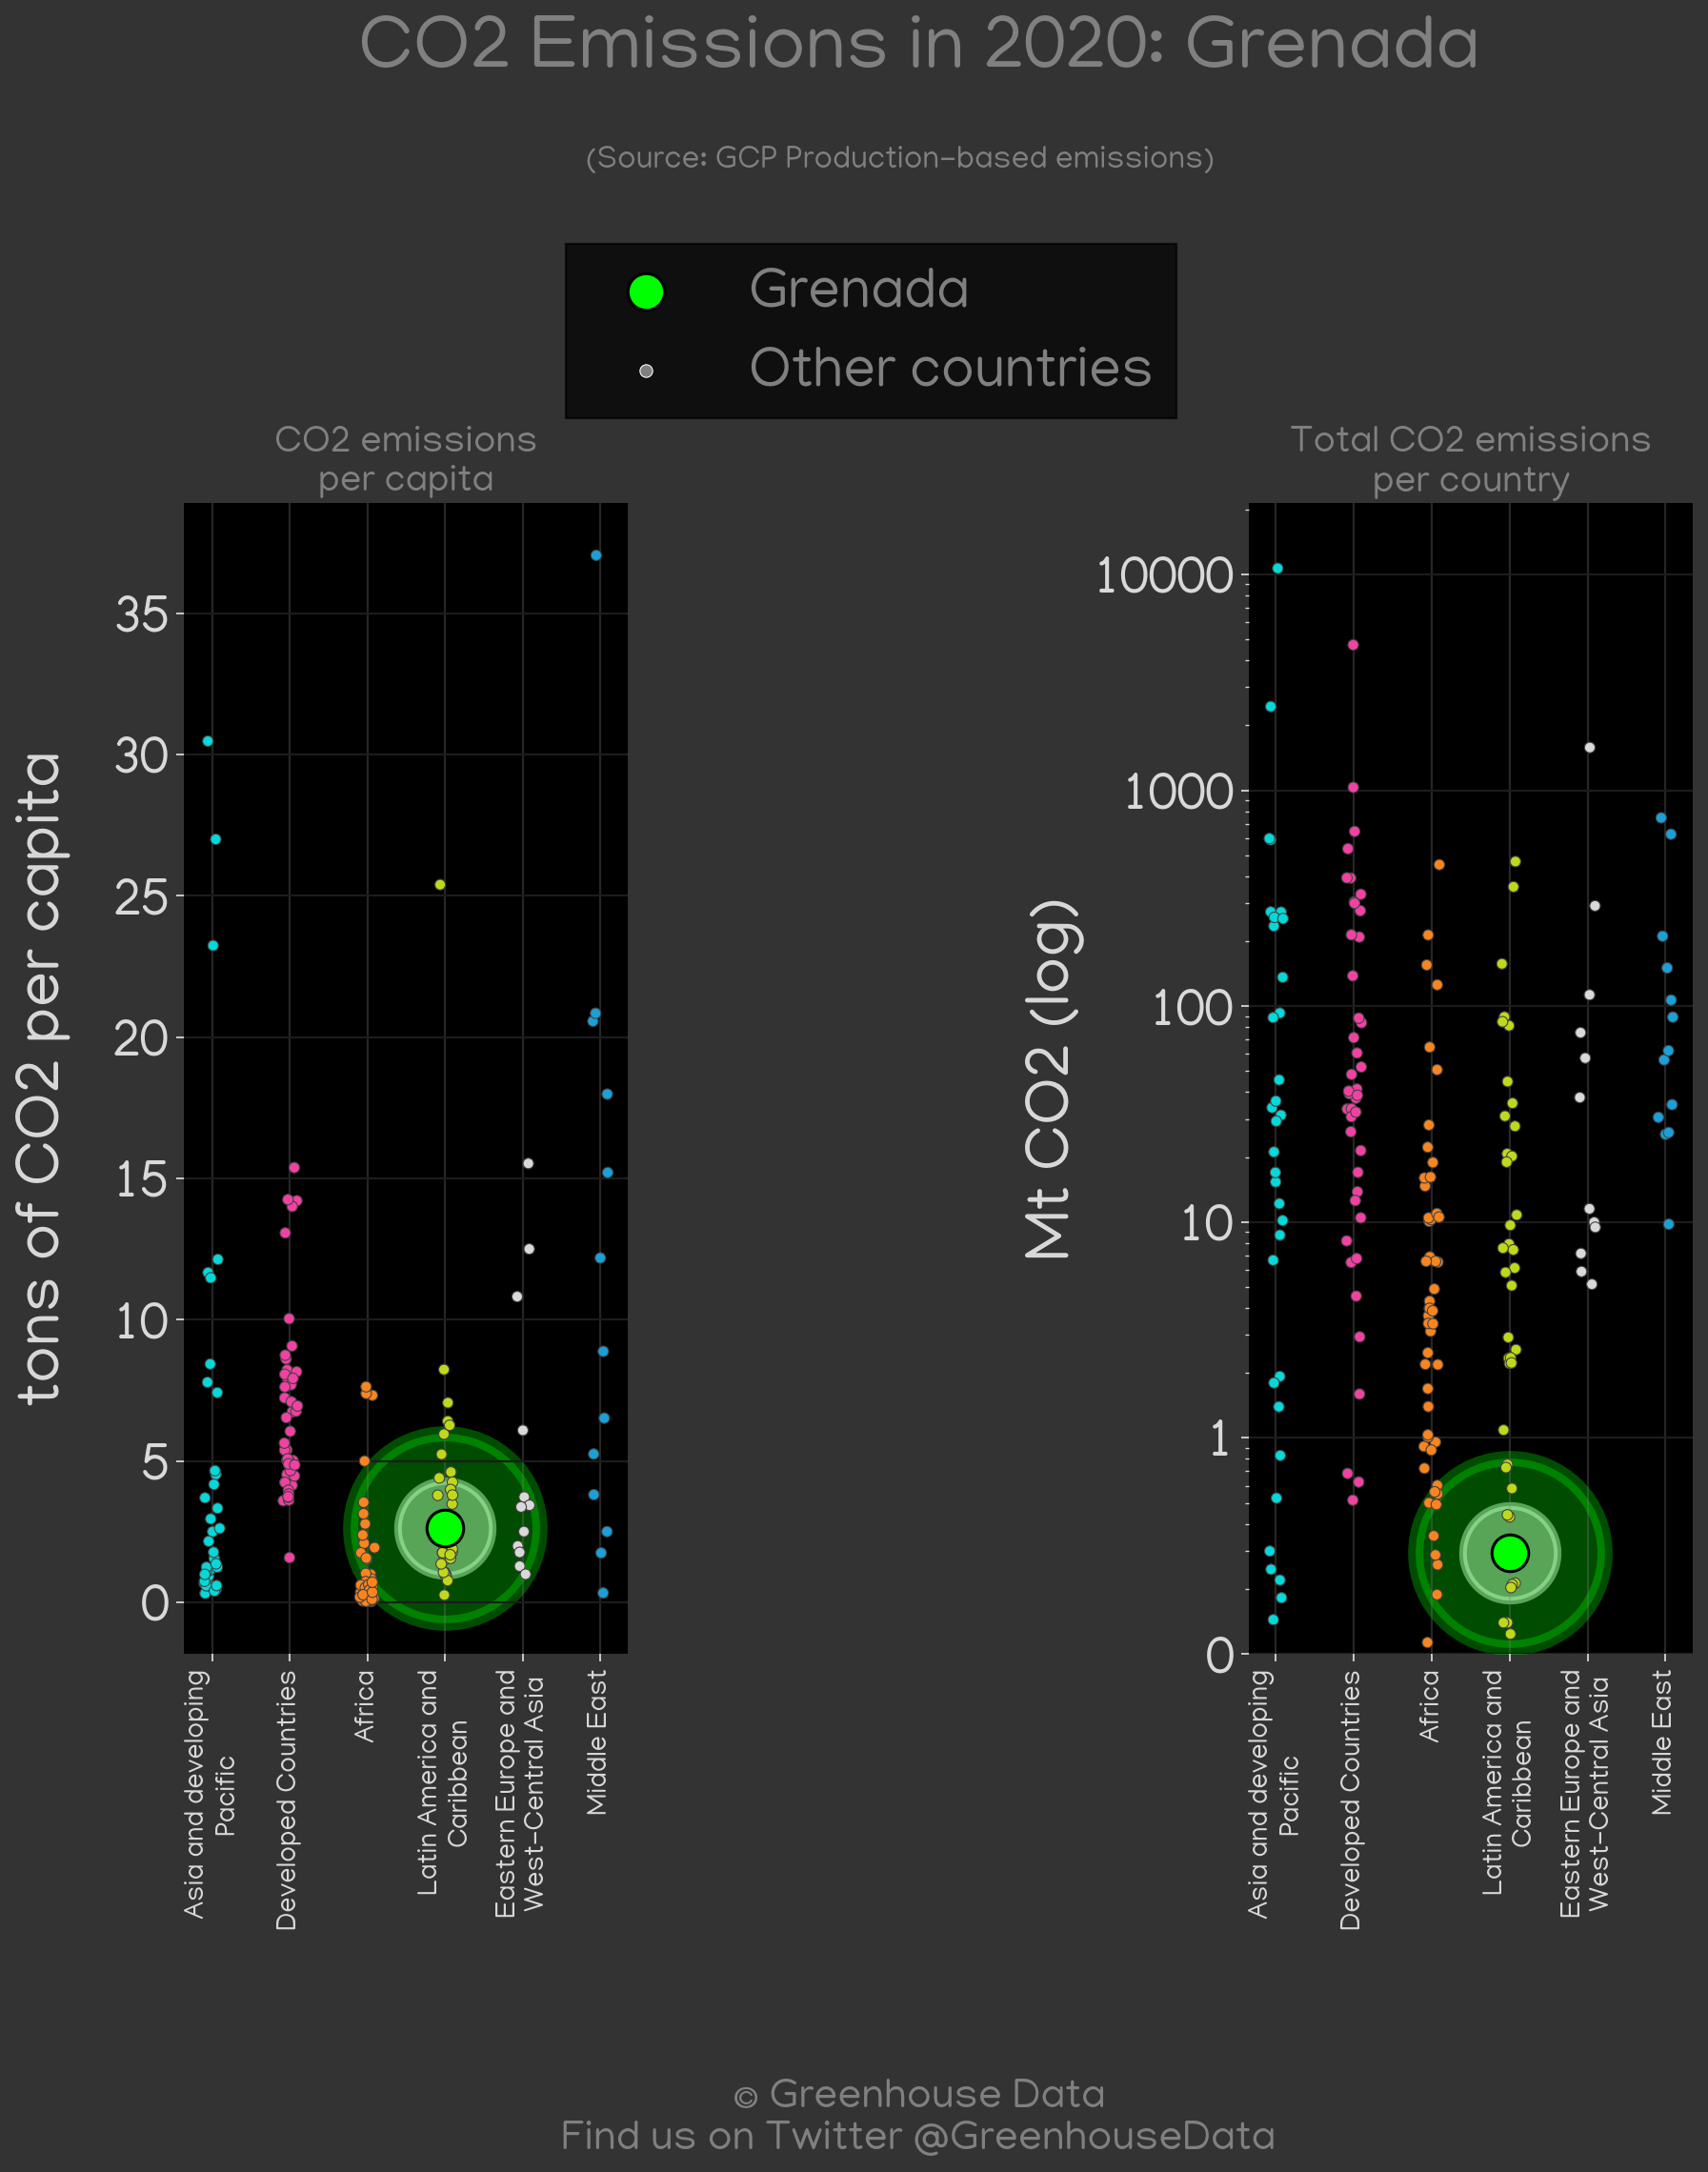 CO2 Emissions in 2020: Grenada
(Source: GCP Production-based emissions)
Grenada
Other countries
CO2 emissions
per capita
tons of CO2 per capita
35
30
25
20
15
10
5
0
Asia and developing
Pacific
Developed Countries
Africa
Latin America and
Caribbean
Eastern Europe and
West-Central Asia
Middle East
Total CO2 emissions
per country
Mt CO2 (log)
10000
1000
100
10
1
0
Asia and developing
Pacific
Developed Countries
Africa
Latin America and
Caribbean
Eastern Europe and
West-Central Asia
Middle East
© Greenhouse Data
Find us on Twitter @GreenhouseData